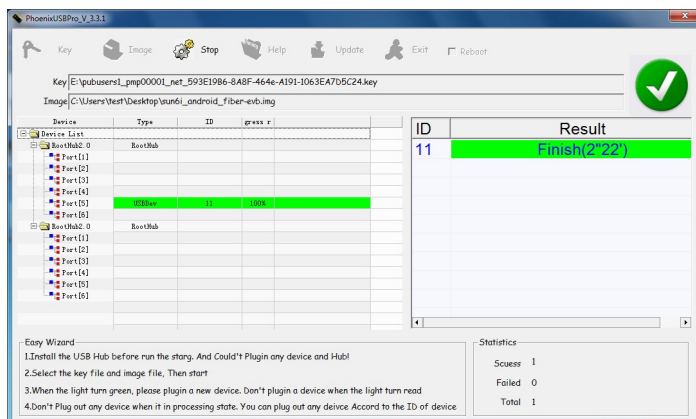 PhoenixUSBPro_V_3.3.1
Key Image Stop Help Update Exit Reboot
Key E:\pubusers1_pmp00001_net_593E19B6-8A8F-464e-A191-1063EA7D5C24.key
Image C:\Users\test\Desktop\sun6i_android_fiber-evb.img
Device Type ID gress r
Device List
RootHub2.0 RootHub
Port[1]
Port[2]
Port[3]
Port[4]
Port[5] USBDev 11 100%
Port[6]
RootHub2.0 RootHub
Port[1]
Port[2]
Port[3]
Port[4]
Port[5]
Port[6]
ID Result
11 Finish(2"22')
Easy Wizard
1.Install the USB Hub before run the starg. And Could't Plugin any device and Hub!
2.Select the key file and image file, Then start
3.When the light turn green, please plugin a new device. Don't plugin a device when the light turn read
4.Don't Plug out any device when it in processing state. You can plug out any deivce Accord to the ID of device
Statistics
Scuess 1
Failed 0
Total 1